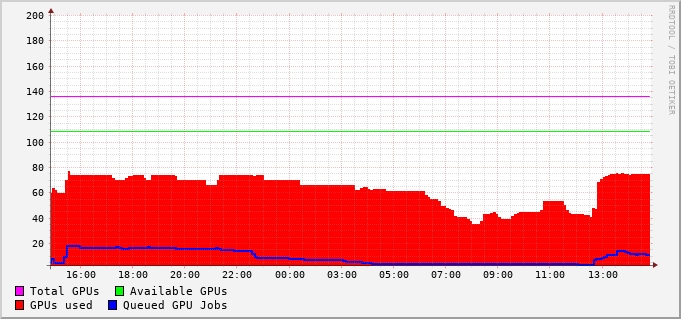 200
180
160
140
120
100
80
60
40
20
16:00 18:00 20:00 22:00 00:00 03:00 05:00 07:00 09:00 11:00 13:00
Total GPUs Available GPUs
GPUs used Queued GPU Jobs
RRDTOOL / TOBI OETIKER